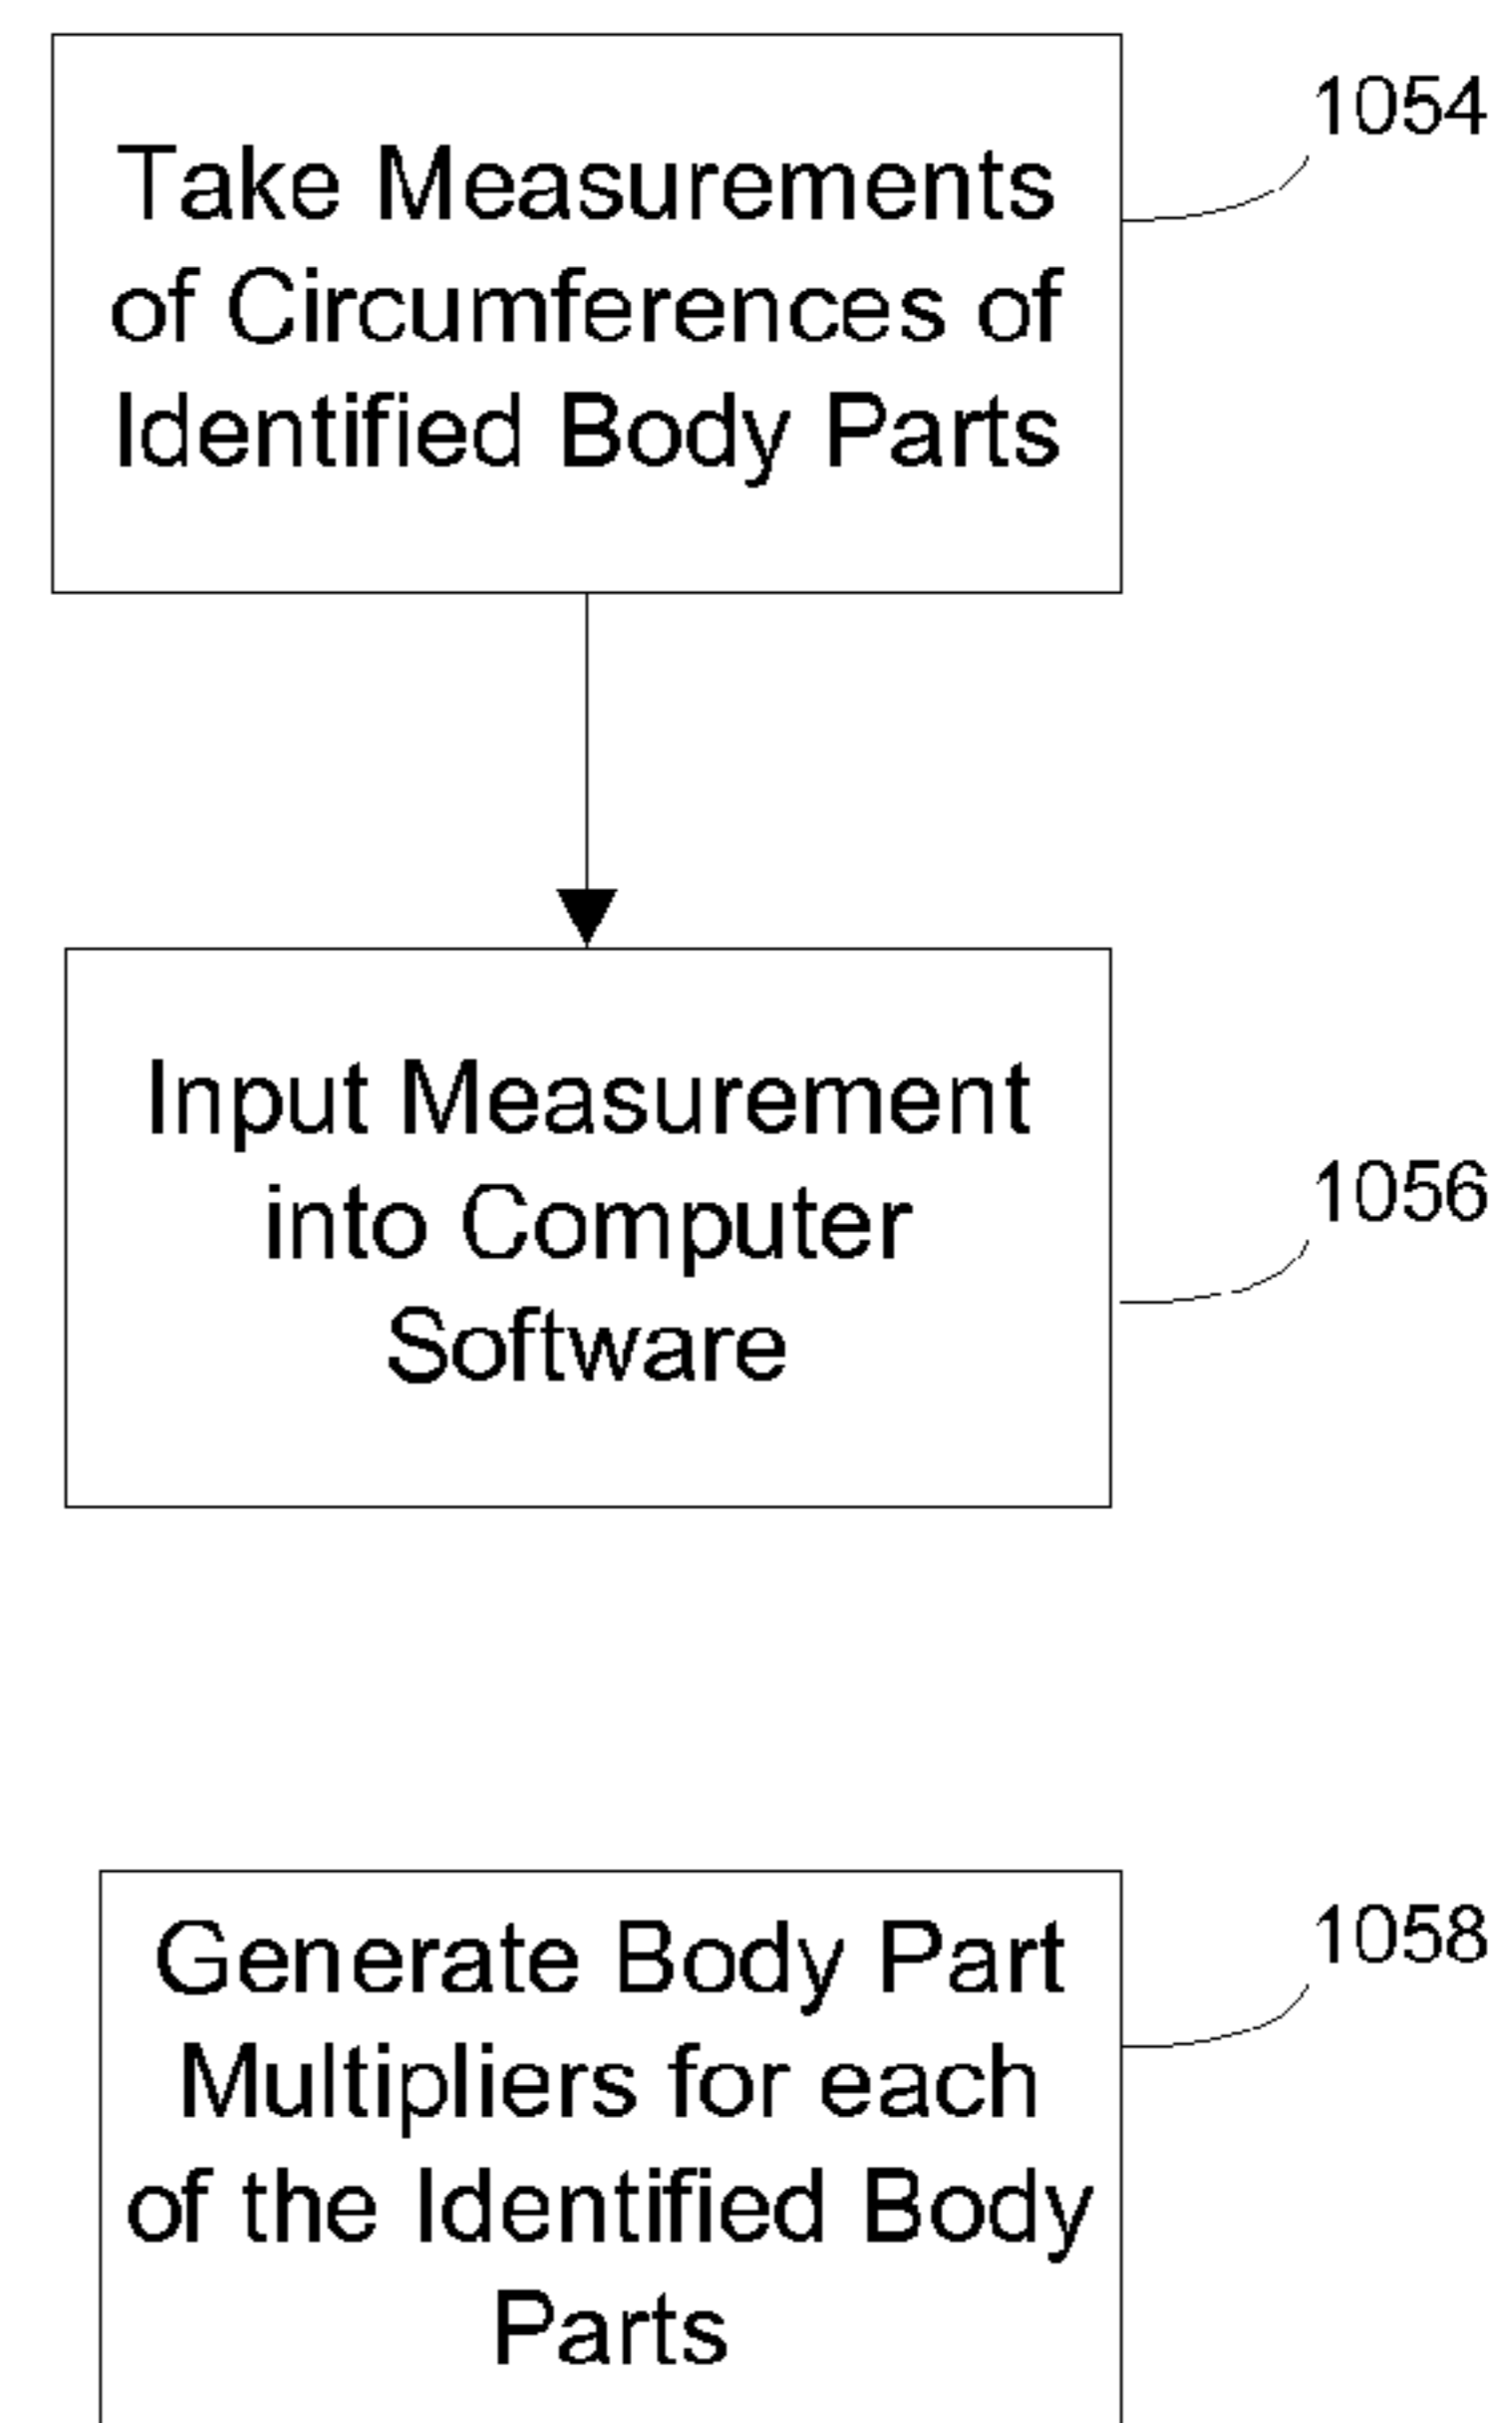 1054
Take Measurements
of Circumferences of
Identified Body Parts
Input Measurement
into Computer
Software
1056
Generate Body Part
Multipliers for each
of the Identified Body
Parts
1058